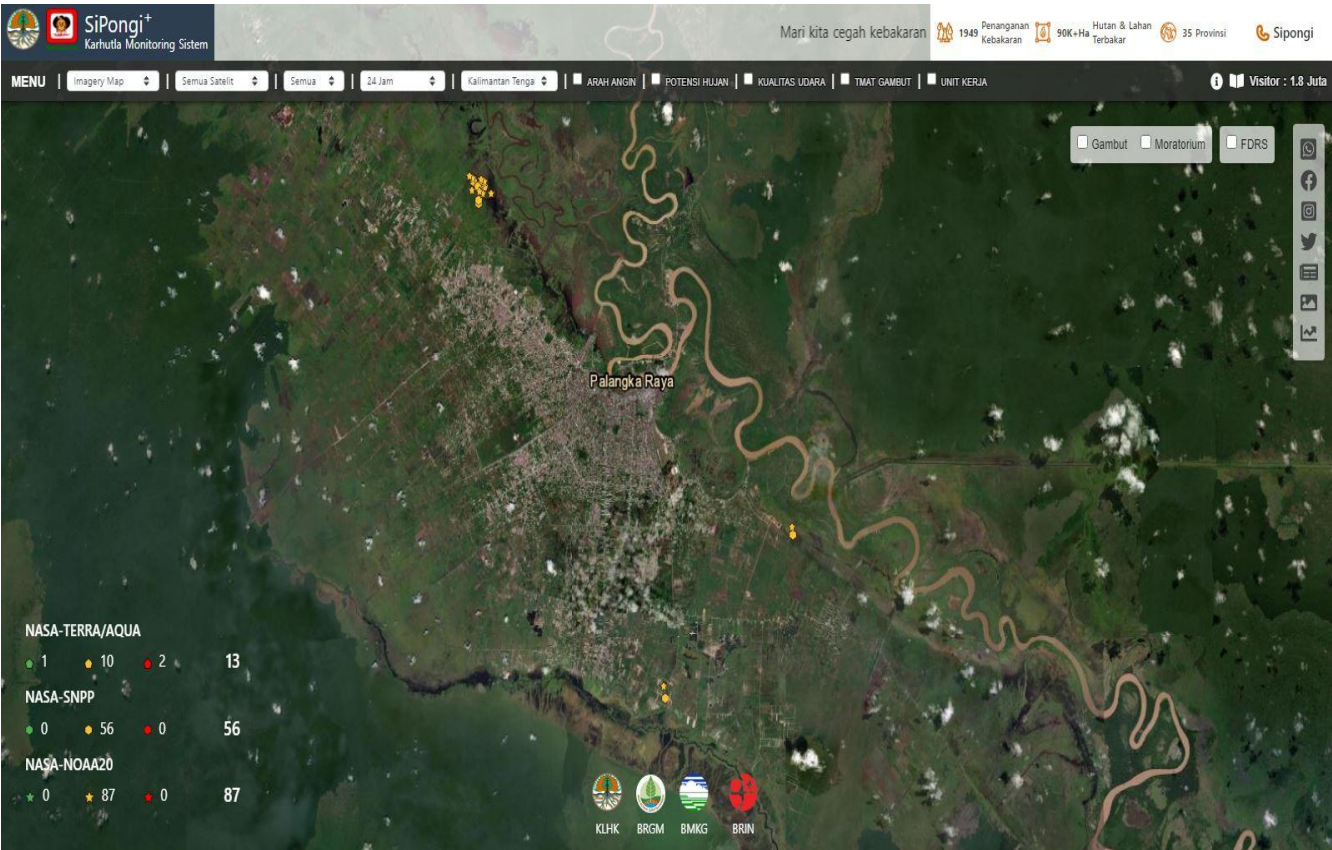 SiPongi+
Karhutla Monitoring Sistem
Mari kita cegah kebakaran
1949 Penanganan Kebakaran
90K+Ha Hutan & Lahan Terbakar
35 Provinsi
Sipongi
MENU | Imagery Map | Semua Satelit | Semua | 24 Jam | Kalimantan Tenga | ARAH ANGIN | POTENSI HUJAN | KUALITAS UDARA | TMAT GAMBUT | UNIT KERJA
Visitor : 1.8 Juta
Gambut Moratorium FDRS
Palangka Raya
NASA-TERRA/AQUA
1 10 2 13
NASA-SNPP
0 56 0 56
NASA-NOAA20
0 87 0 87
KLHK BRGM BMKG BRIN